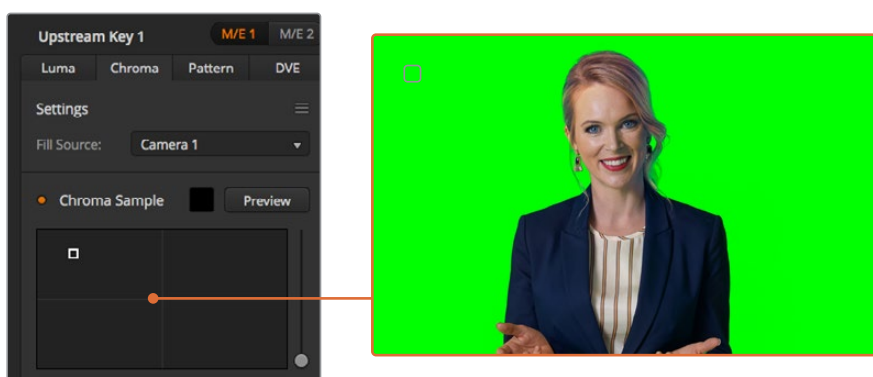 Upstream Key 1
M/E 1
M/E 2
Luma
Chroma
Pattern
DVE
Settings
Fill Source:
Camera 1
Chroma Sample
Preview